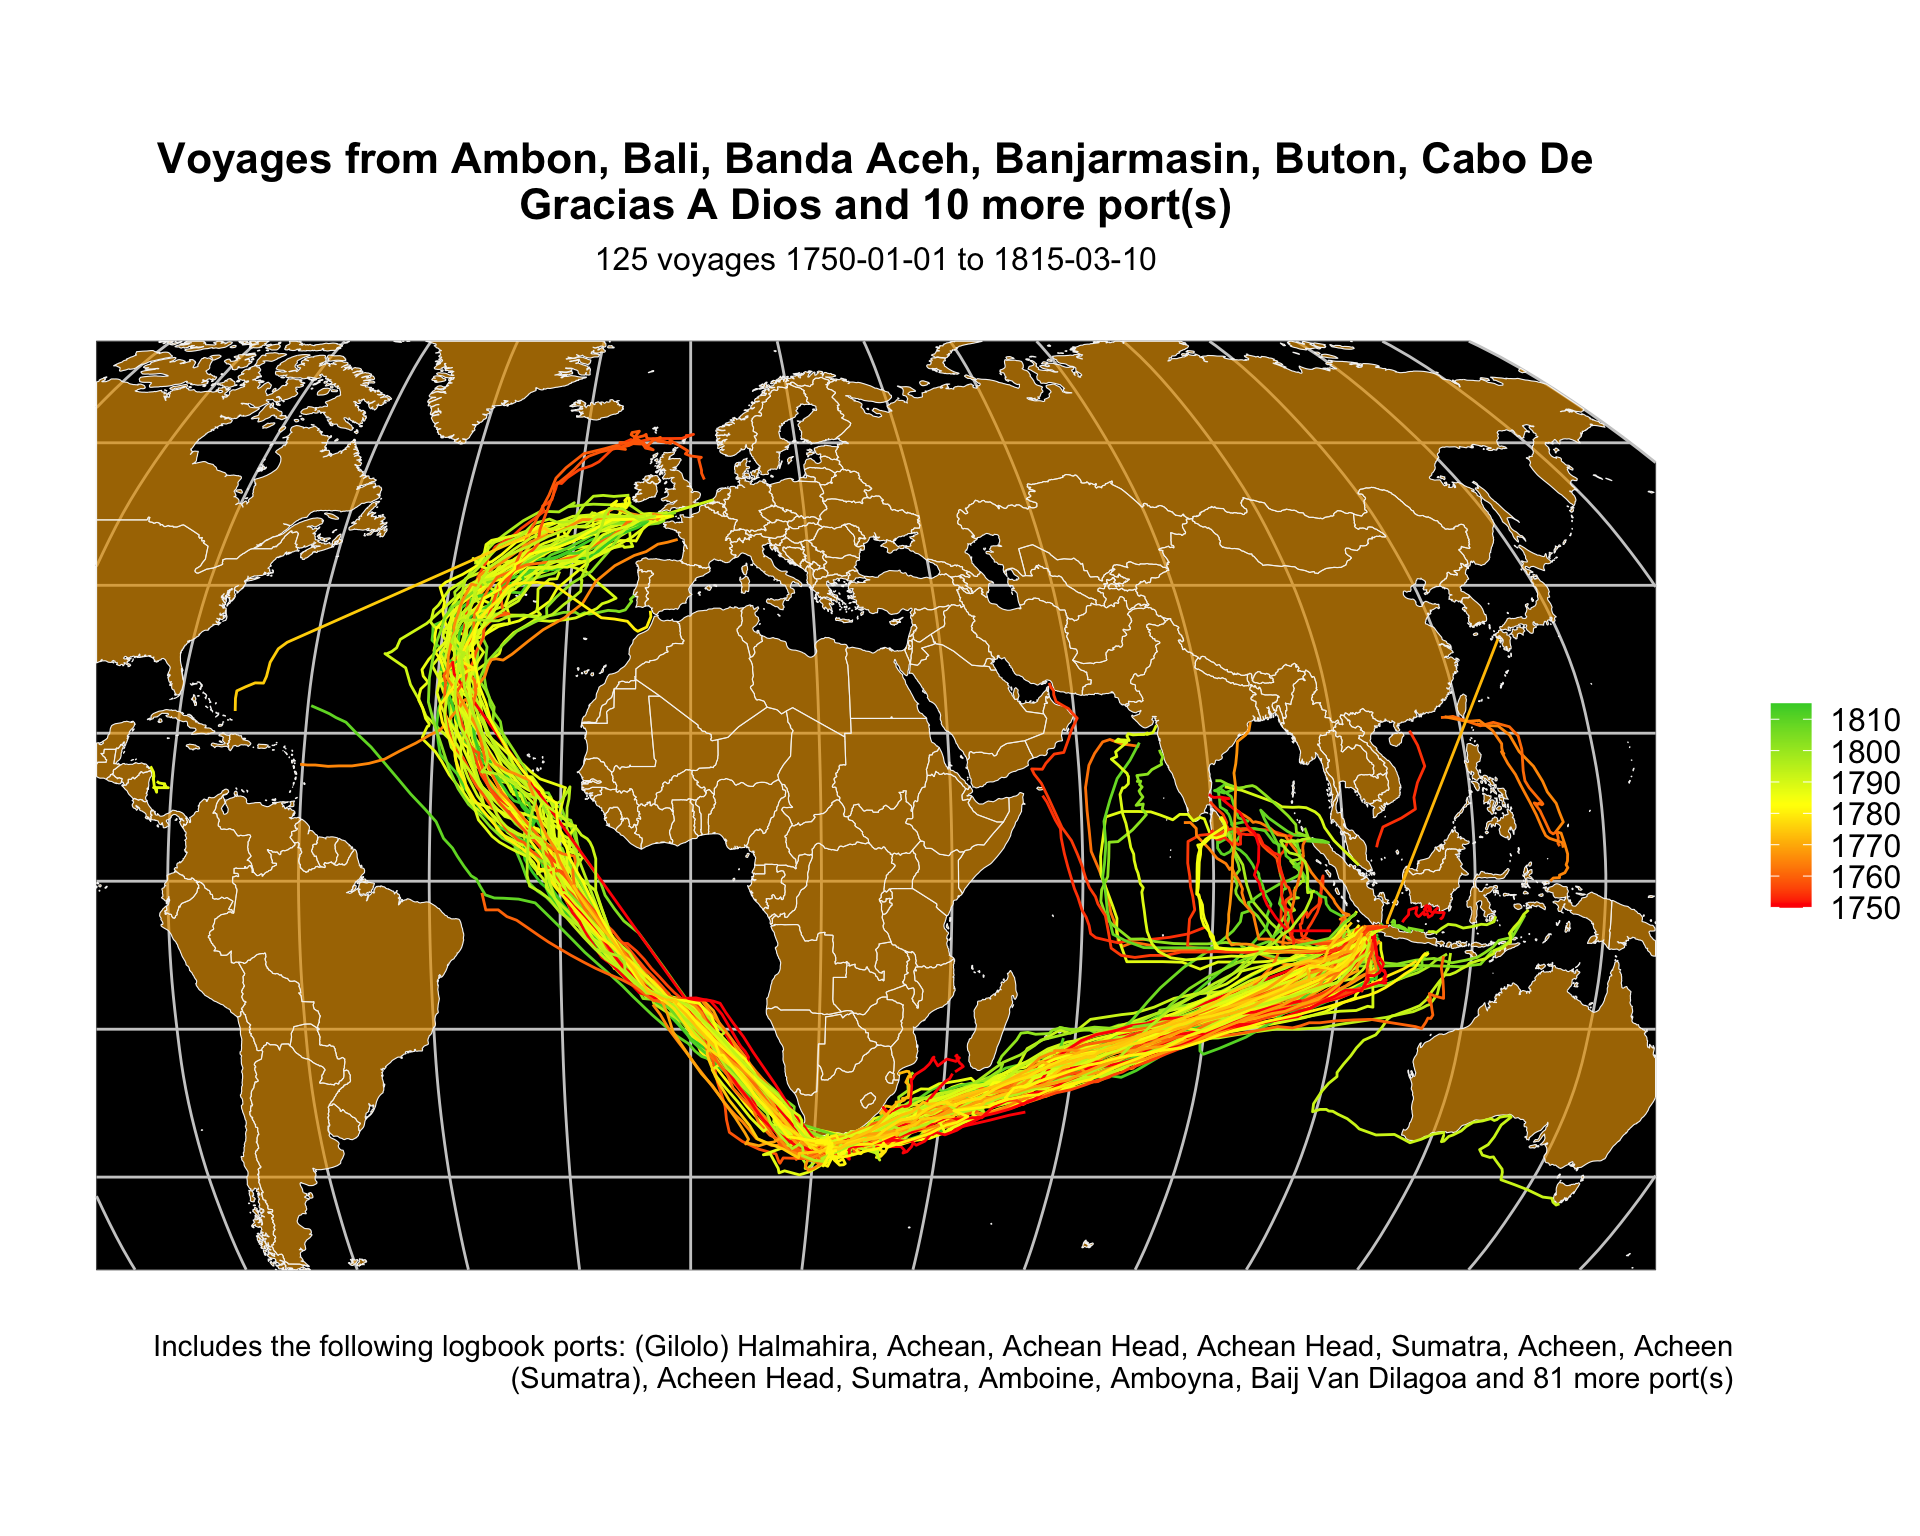 Voyages from Ambon, Bali, Banda Aceh, Banjarmasin, Buton, Cabo De
Gracias A Dios and 10 more port(s)
125 voyages 1750-01-01 to 1815-03-10
1810
1800
1790
1780
1770
1760
1750
Includes the following logbook ports: (Gilolo) Halmahira, Achean, Achean Head, Achean Head, Sumatra, Acheen, Acheen
(Sumatra), Acheen Head, Sumatra, Amboine, Amboyna, Baij Van Dilagoa and 81 more port(s)